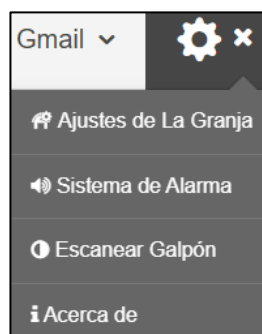 Gmail
Ajustes de La Granja
Sistema de Alarma
Escanear Galpón
Acerca de